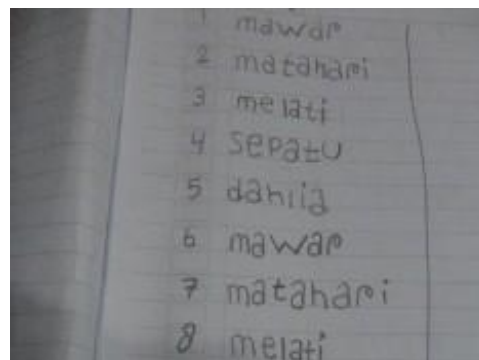 1 mawar
2 matahari
3 melati
4 sepatu
5 dahlia
6 mawar
7 matahari
8 melati